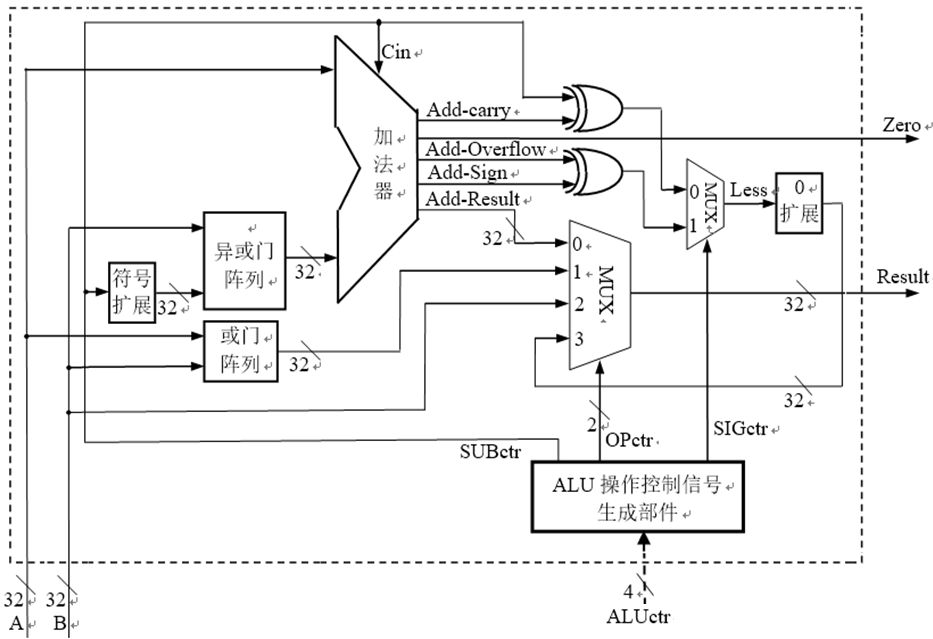 Cin
Add-carry
Zero
加
法
器
Add-Overflow
Add-Sign
Add-Result
32
0
1
MUX
Less
0
扩展
异或门
阵列
32
符号
扩展
32
或门
阵列
32
0
1
2
3
MUX
Result
32
32
2
OPctr
SIGctr
SUBctr
ALU 操作控制信号
生成部件
4
ALUctr
32
32
A
B